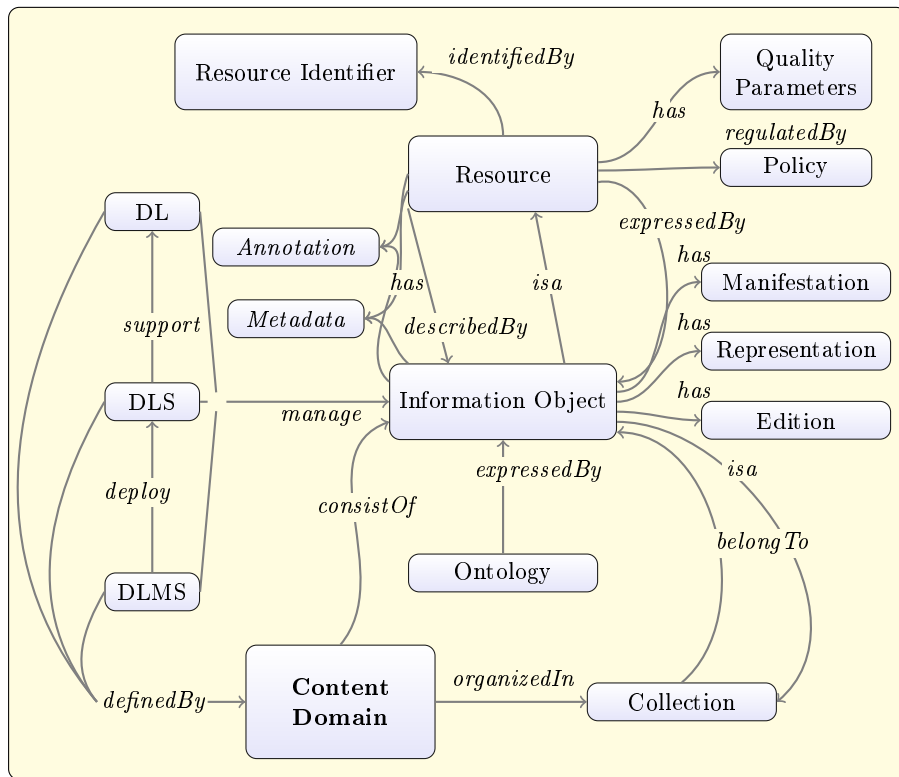 identifiedBy
Resource Identifier
Quality
Parameters
has
regulatedBy
Policy
Resource
DL
expressedBy
Annotation
has
Manifestation
has
isa
Metadata
support
describedBy
has
Representation
DLS
manage
Information Object
has
Edition
expressedBy
isa
deploy
consistOf
belongTo
Ontology
DLMS
definedBy
Content
Domain
organizedIn
Collection